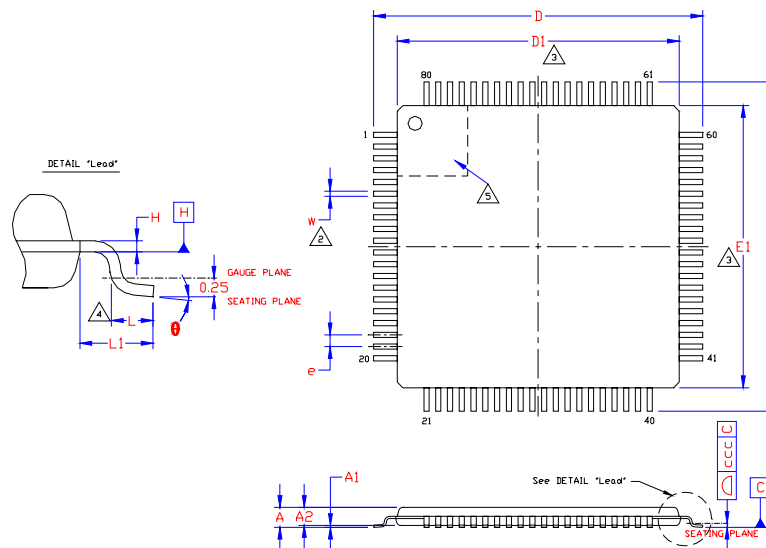 D
D1
3
80
61
1
60
DETAIL "Lead"
5
H
H
w
2
E1
3
GAUGE PLANE
0.25
SEATING PLANE
4
L
θ
L1
20
41
e
21
40
A1
See DETAIL "Lead"
C
A
A2
SEATING PLANE